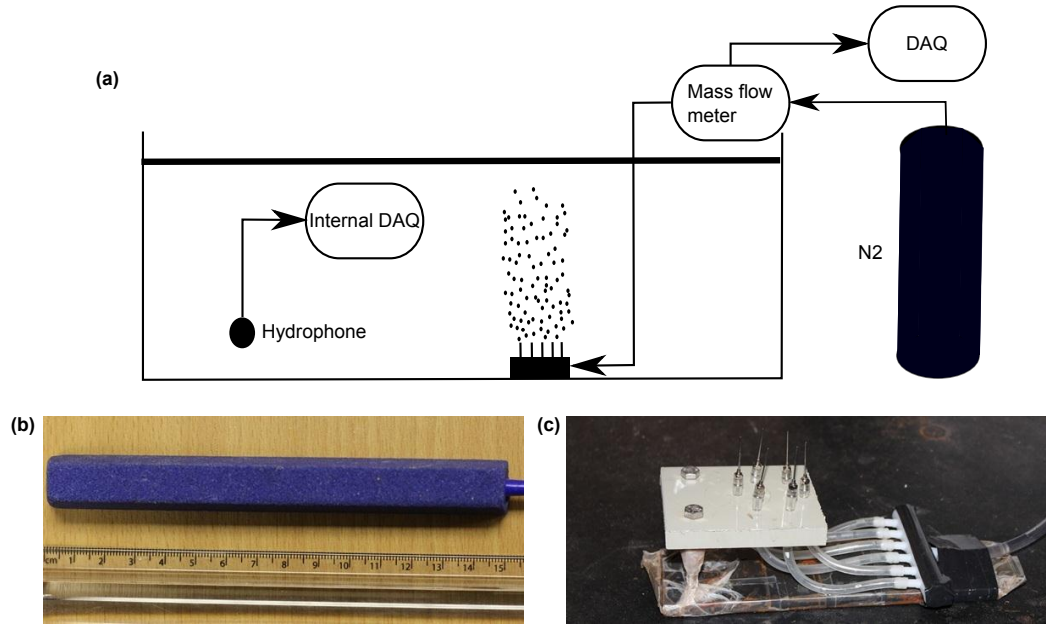 (a)
DAQ
Mass flow
meter
Internal DAQ
N2
Hydrophone
(b)
(c)
cm 1 2 3 4 5 6 7 8 9 10 11 12 13 14 15